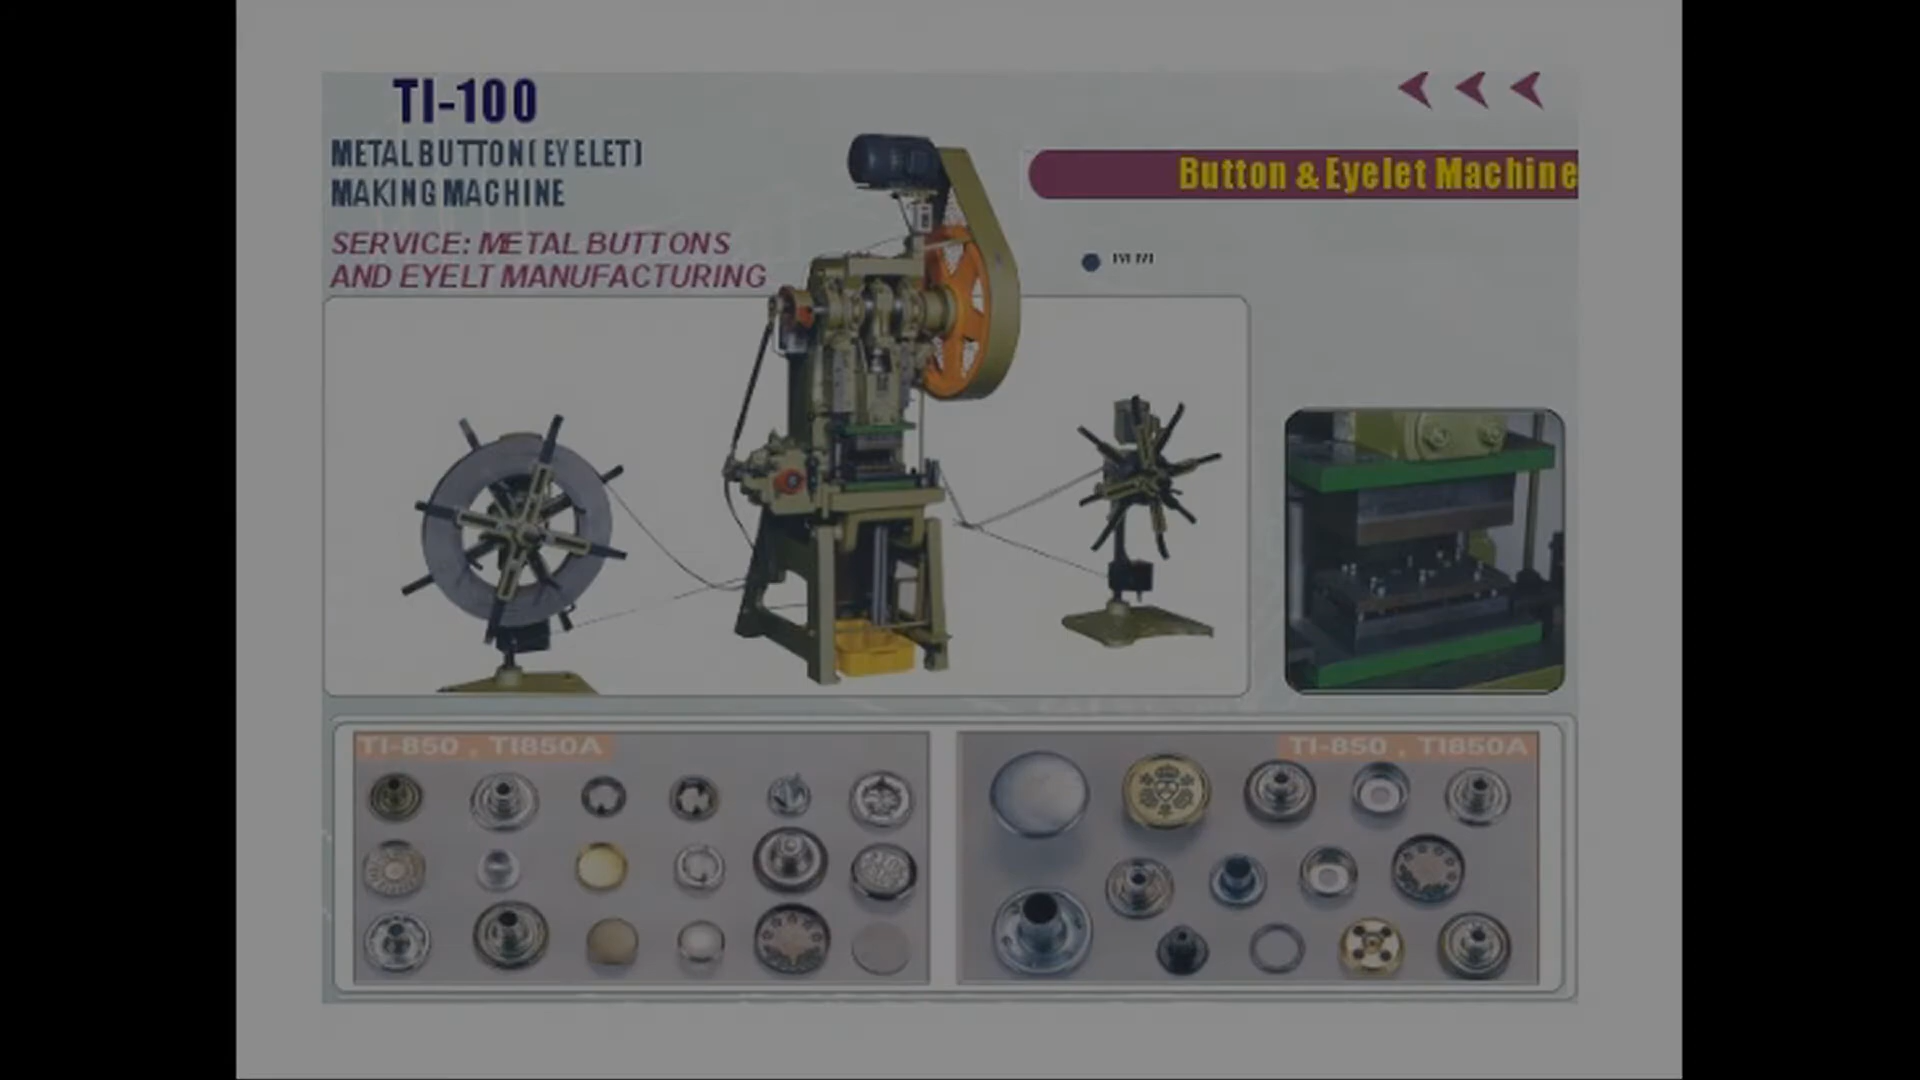 TI-100
METAL BUTTON(EYELET)
MAKING MACHINE
SERVICE: METAL BUTTONS
AND EYELT MANUFACTURING
Button & Eyelet Machine
TI-850 , TI850A
TI-850 , TI850A